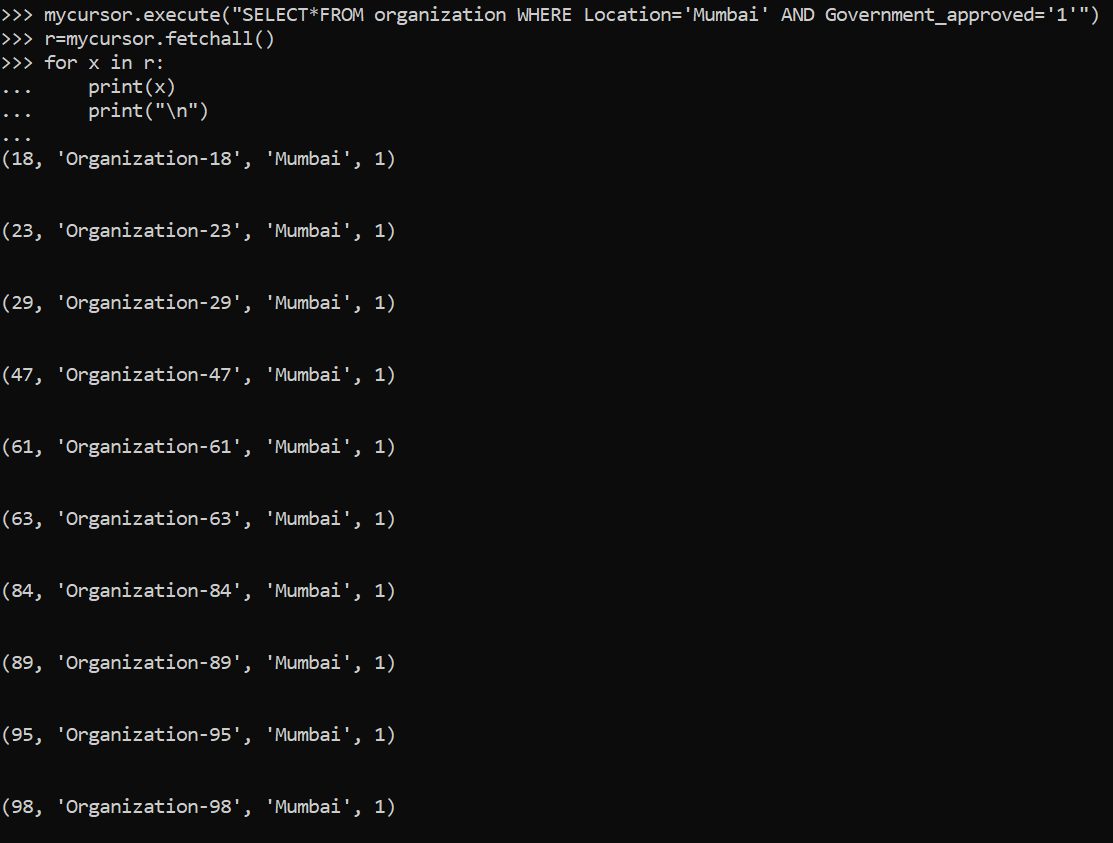 >>> mycursor.execute("SELECT*FROM organization WHERE Location='Mumbai' AND Government_approved='1'")
>>> r=mycursor.fetchall()
>>> for x in r:
...     print(x)
...     print("\n")
...
(18, 'Organization-18', 'Mumbai', 1)
(23, 'Organization-23', 'Mumbai', 1)
(29, 'Organization-29', 'Mumbai', 1)
(47, 'Organization-47', 'Mumbai', 1)
(61, 'Organization-61', 'Mumbai', 1)
(63, 'Organization-63', 'Mumbai', 1)
(84, 'Organization-84', 'Mumbai', 1)
(89, 'Organization-89', 'Mumbai', 1)
(95, 'Organization-95', 'Mumbai', 1)
(98, 'Organization-98', 'Mumbai', 1)